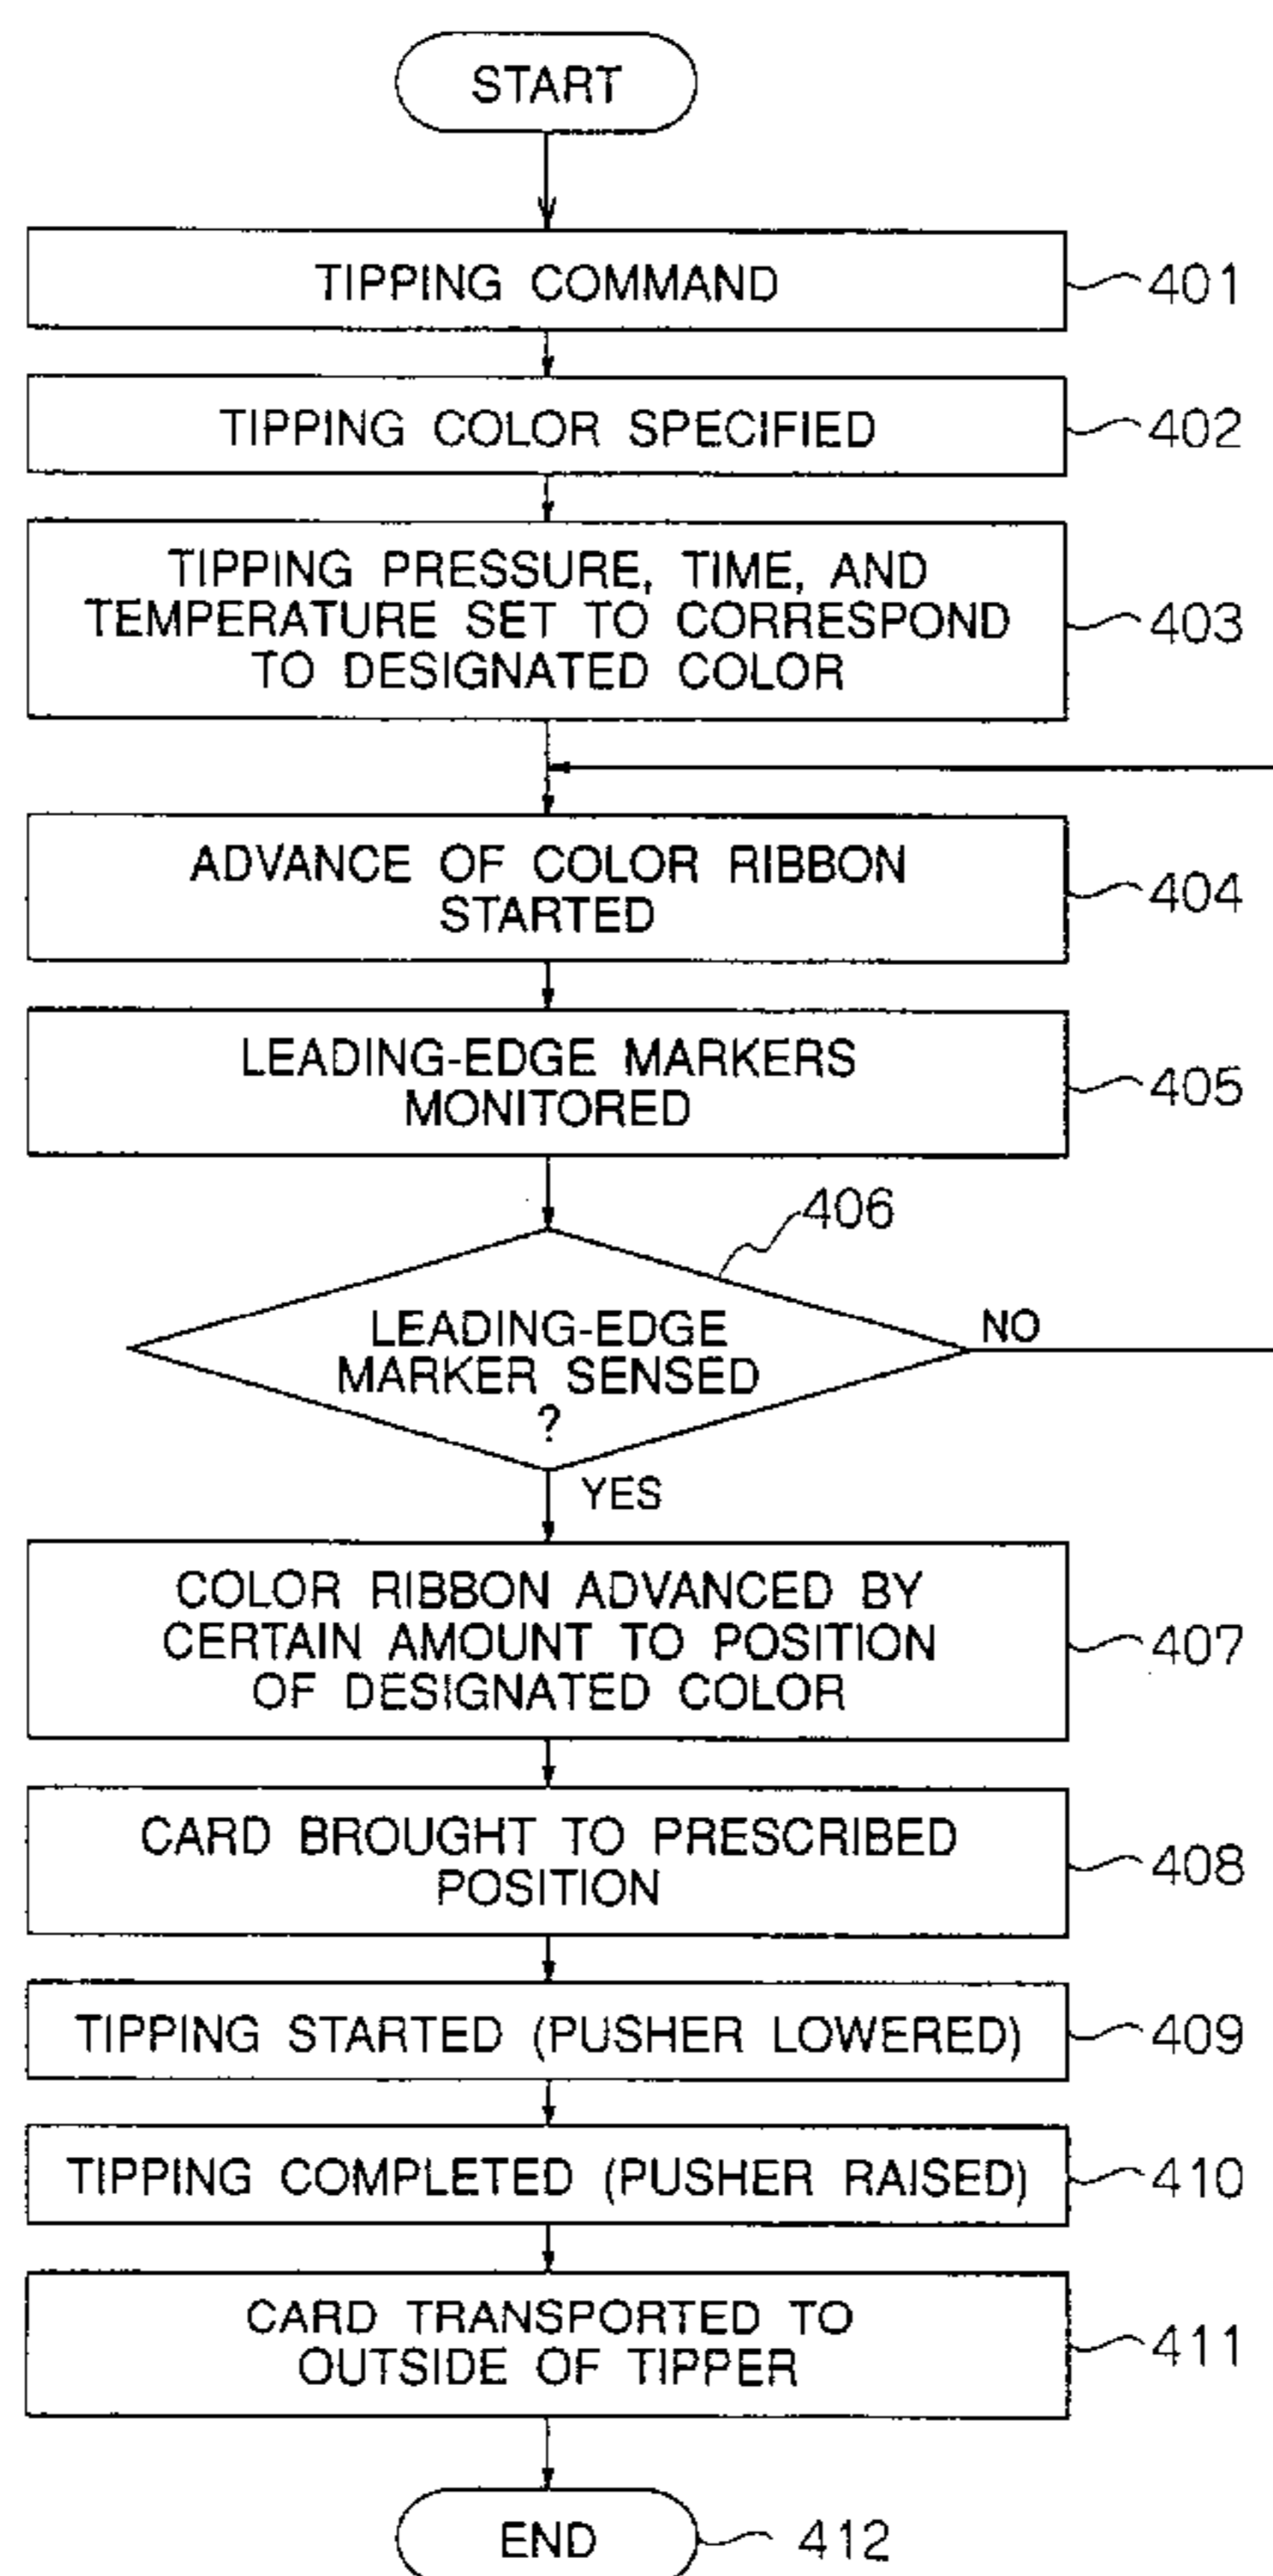 START
TIPPING COMMAND
401
TIPPING COLOR SPECIFIED
402
TIPPING PRESSURE, TIME, AND
TEMPERATURE SET TO CORRESPOND
TO DESIGNATED COLOR
403
ADVANCE OF COLOR RIBBON
STARTED
404
LEADING-EDGE MARKERS
MONITORED
405
406
LEADING-EDGE
MARKER SENSED
?
NO
YES
COLOR RIBBON ADVANCED BY
CERTAIN AMOUNT TO POSITION
OF DESIGNATED COLOR
407
CARD BROUGHT TO PRESCRIBED
POSITION
408
TIPPING STARTED (PUSHER LOWERED)
409
TIPPING COMPLETED (PUSHER RAISED)
410
CARD TRANSPORTED TO
OUTSIDE OF TIPPER
411
END
412